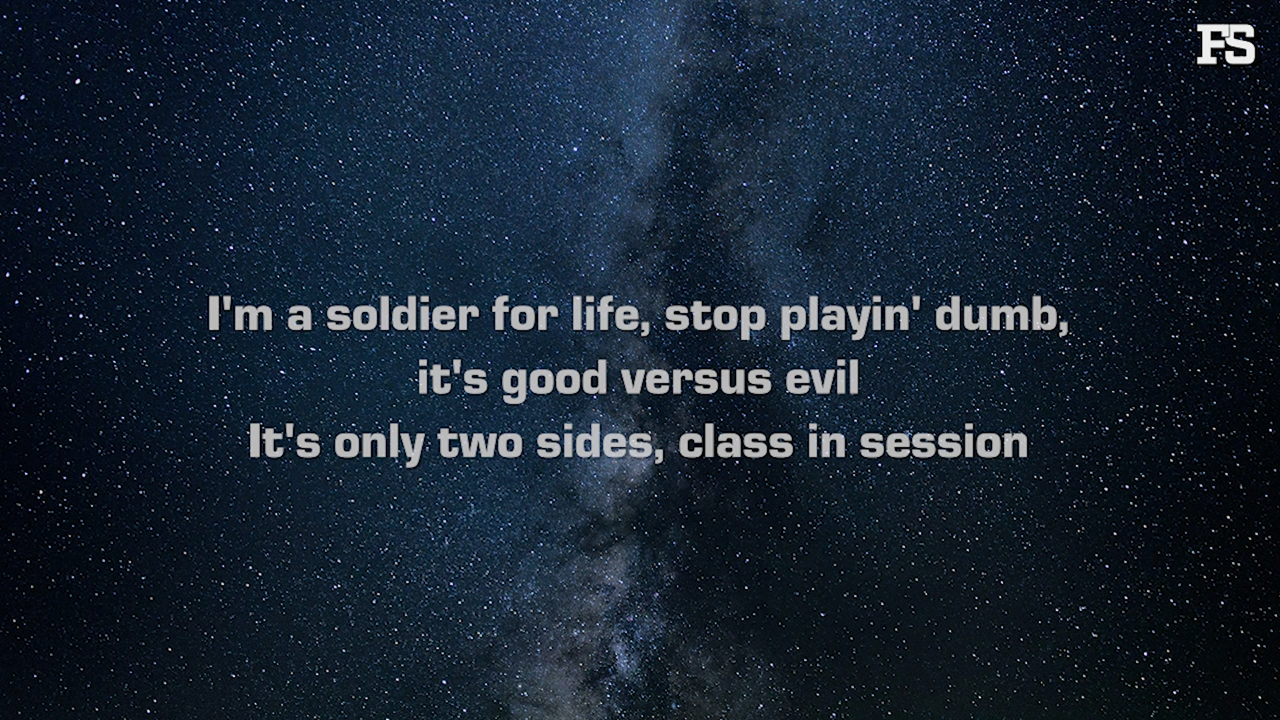 FS
I'm a soldier for life, stop playin' dumb,
it's good versus evil
It's only two sides, class in session